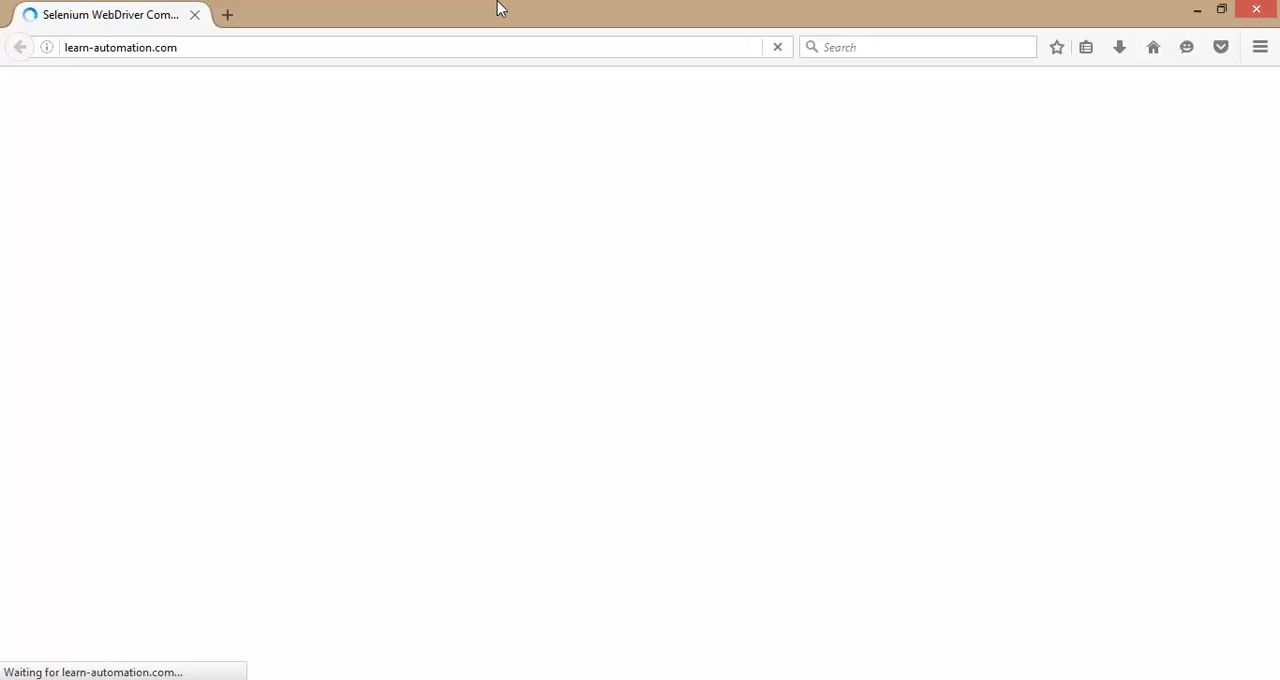 Selenium WebDriver Com...
learn-automation.com
Search
Waiting for learn-automation.com...